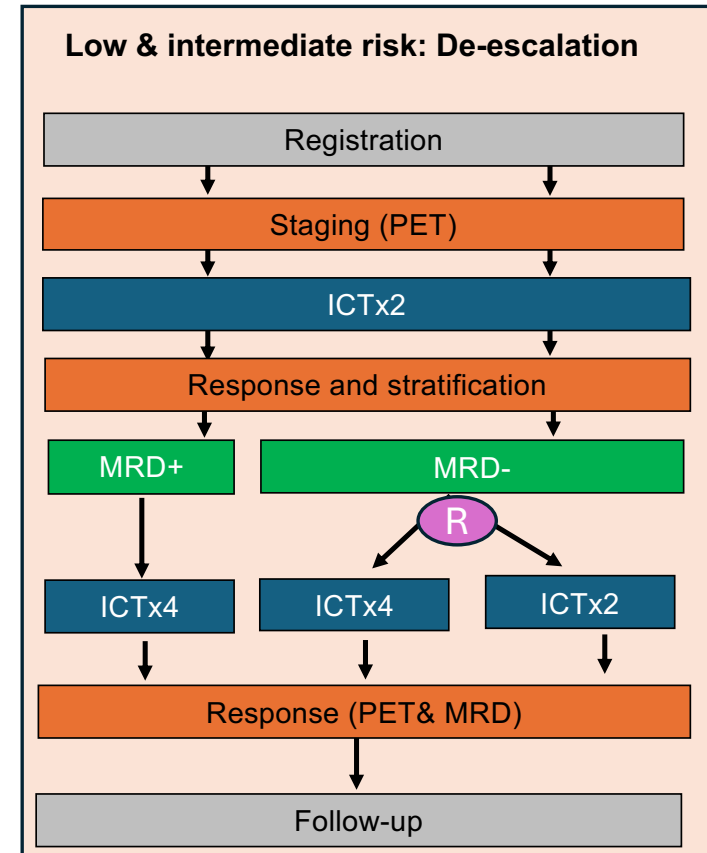 Low & intermediate risk: De-escalation
Registration
Staging (PET)
ICTx2
Response and stratification
MRD+
MRD-
R
ICTx4
ICTx4
ICTx2
Response (PET& MRD)
Follow-up